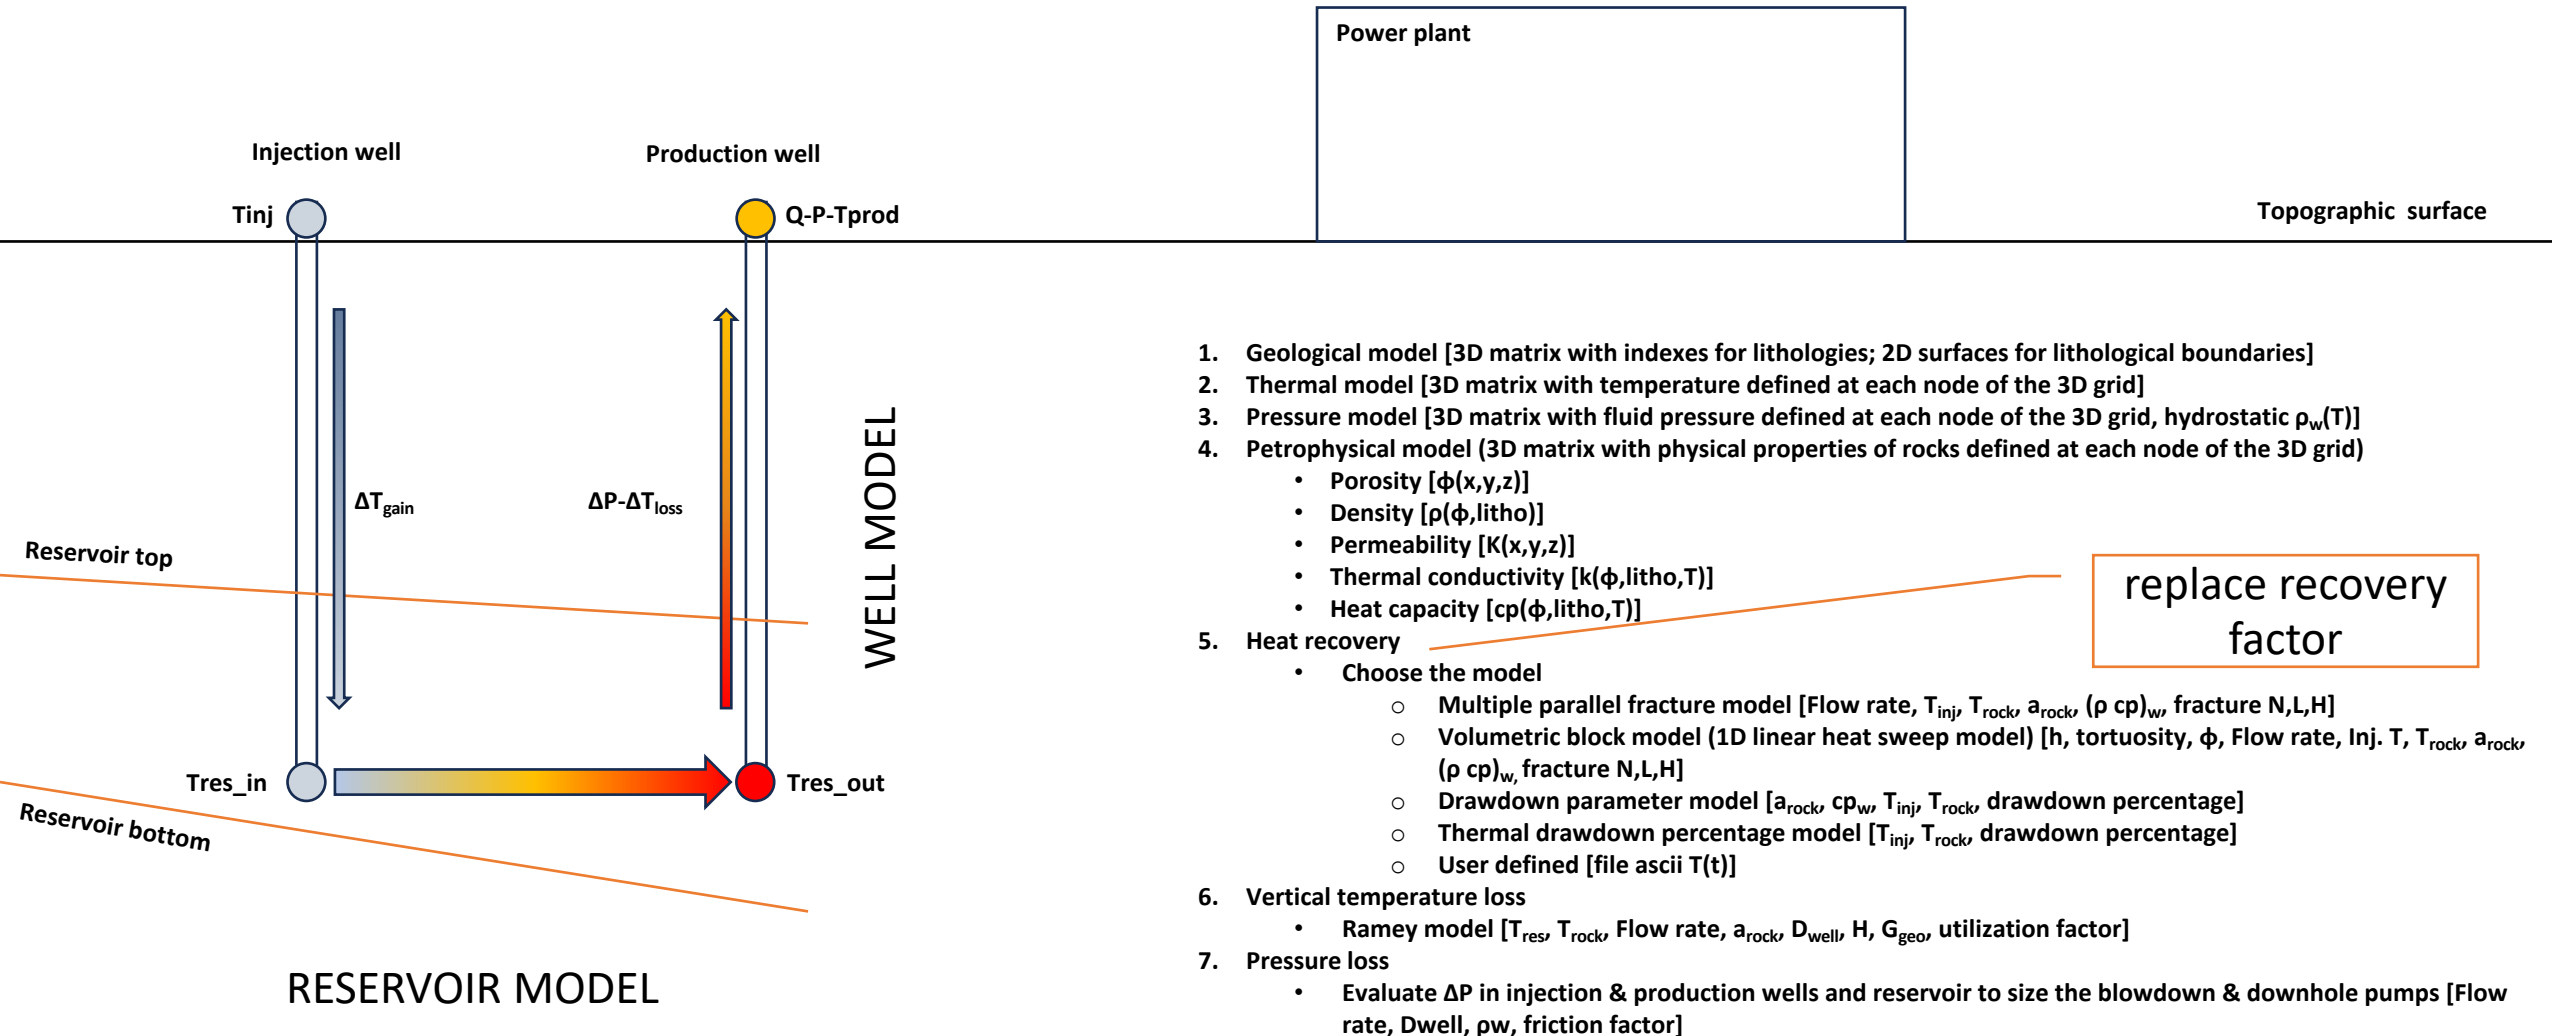 Power plant
Injection well
Production well
Tinj
Q-P-Tprod
Topographic surface
ΔTgain
ΔP-ΔTloss
WELL MODEL
Reservoir top
Tres_in
Tres_out
Reservoir bottom
RESERVOIR MODEL
1. Geological model [3D matrix with indexes for lithologies; 2D surfaces for lithological boundaries]
2. Thermal model [3D matrix with temperature defined at each node of the 3D grid]
3. Pressure model [3D matrix with fluid pressure defined at each node of the 3D grid, hydrostatic ρw(T)]
4. Petrophysical model (3D matrix with physical properties of rocks defined at each node of the 3D grid)
• Porosity [ф(x,y,z)]
• Density [ρ(ф,litho)]
• Permeability [K(x,y,z)]
• Thermal conductivity [k(ф,litho,T)]
• Heat capacity [cp(ф,litho,T)]
replace recovery
factor
5. Heat recovery
• Choose the model
o Multiple parallel fracture model [Flow rate, Tinj, Trock, arock, (ρ cp)w, fracture N,L,H]
o Volumetric block model (1D linear heat sweep model) [h, tortuosity, ф, Flow rate, Inj. T, Trock, arock,
(ρ cp)w, fracture N,L,H]
o Drawdown parameter model [arock, cpw, Tinj, Trock, drawdown percentage]
o Thermal drawdown percentage model [Tinj, Trock, drawdown percentage]
o User defined [file ascii T(t)]
6. Vertical temperature loss
• Ramey model [Tres, Trock, Flow rate, arock, Dwell, H, Ggeo, utilization factor]
7. Pressure loss
• Evaluate ΔP in injection & production wells and reservoir to size the blowdown & downhole pumps [Flow
rate, Dwell, ρw, friction factor]